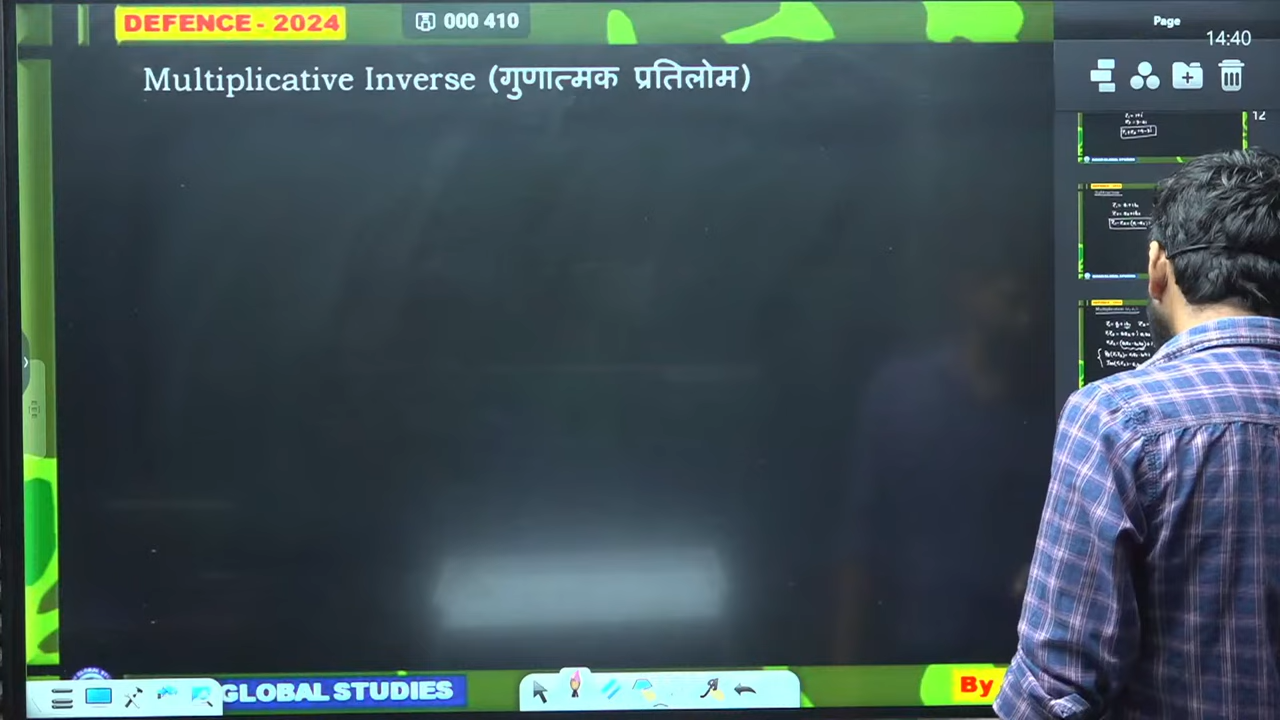 DEFENCE - 2024
000 410
Page
14:40
Multiplicative Inverse (गुणात्मक प्रतिलोम)
12
GLOBAL STUDIES
By